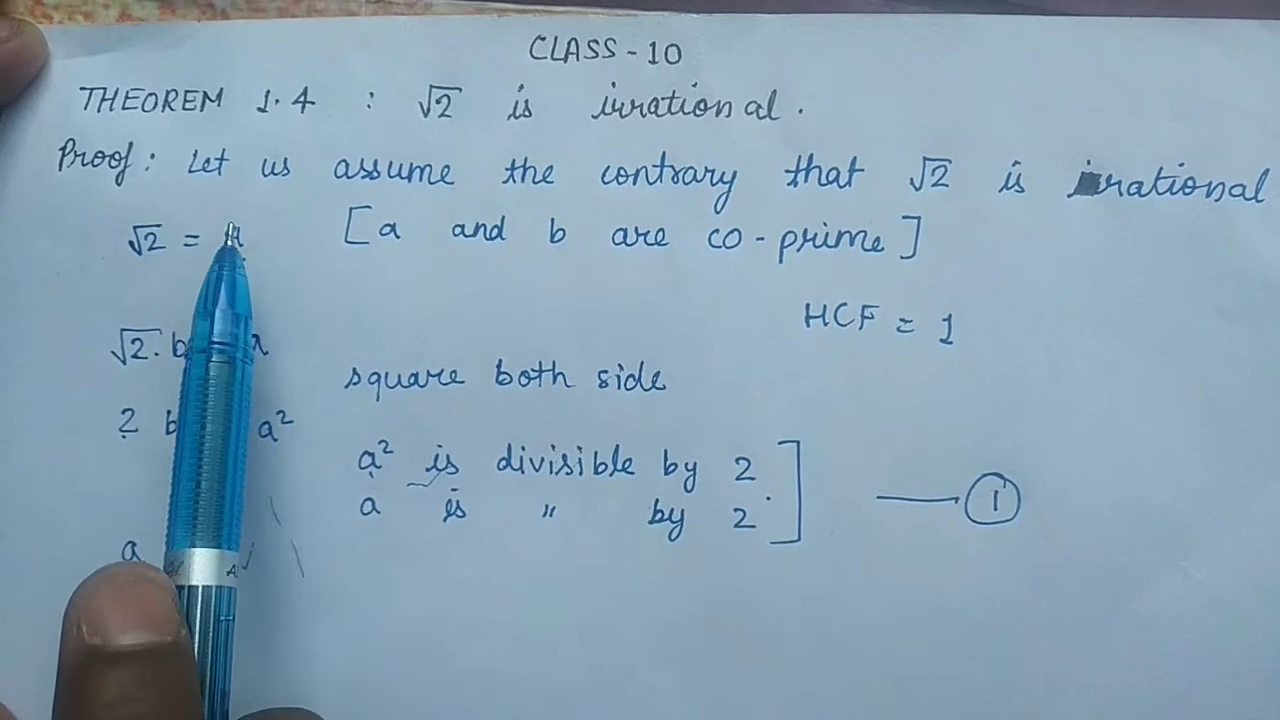 CLASS - 10
THEOREM 1.4 : √2 is irrational.
Proof : Let us assume the contrary that √2 is rational
√2 = [a and b are co-prime]
HCF = 1
√2. b
square both side
2 b a²
a² is divisible by 2
a is " by 2.
1
a